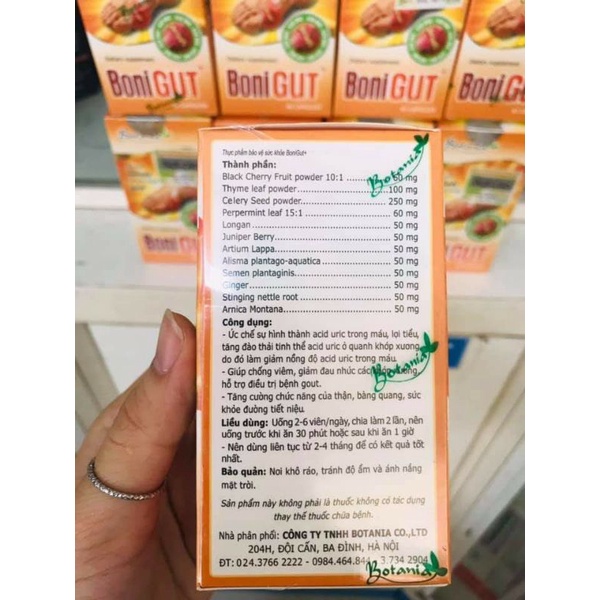 BoniGUT
BoniGUT
BoniGUT
BoniGUT
Thực phẩm bảo vệ sức khỏe BoniGut+
Botania
Thành phần:
Black Cherry Fruit powder 10:1 ......... 60 mg
Thyme leaf powder..........................100 mg
Celery Seed powder........................ 250 mg
Perpermint leaf 15:1 ....................... 60 mg
Longan .......................................... 50 mg
Juniper Berry.................................. 50 mg
Artium Lappa.................................. 50 mg
Alisma plantago-aquatica ................ 50 mg
Semen plantaginis........................... 50 mg
Ginger............................................ 50 mg
Stinging nettle root ......................... 50 mg
Arnica Montana............................... 50 mg
Công dụng:
- Ức chế sự hình thành acid uric trong máu, lợi tiểu,
tăng đào thải tinh thể acid uric ở quanh khớp xương,
do đó làm giảm nồng độ acid uric trong máu.
Botania
- Giúp chống viêm, giảm đau nhức các khớp xương,
hỗ trợ điều trị bệnh gout.
- Tăng cường chức năng của thận, bàng quang, sức
khỏe đường tiết niệu.
Liều dùng: Uống 2-6 viên/ngày, chia làm 2 lần, nên
uống trước khi ăn 30 phút hoặc sau khi ăn 1 giờ
- Nên dùng liên tục từ 2-4 tháng để có kết quả tốt
nhất.
Bảo quản: Nơi khô ráo, tránh độ ẩm và ánh nắng
mặt trời.
Sản phẩm này không phải là thuốc không có tác dụng
thay thế thuốc chữa bệnh.
Nhà phân phối: CÔNG TY TNHH BOTANIA CO.,LTD
204H, ĐỘI CẤN, BA ĐÌNH, HÀ NỘI
ĐT: 024.3766 2222 - 0984.464.844 3.734 2904
Botania